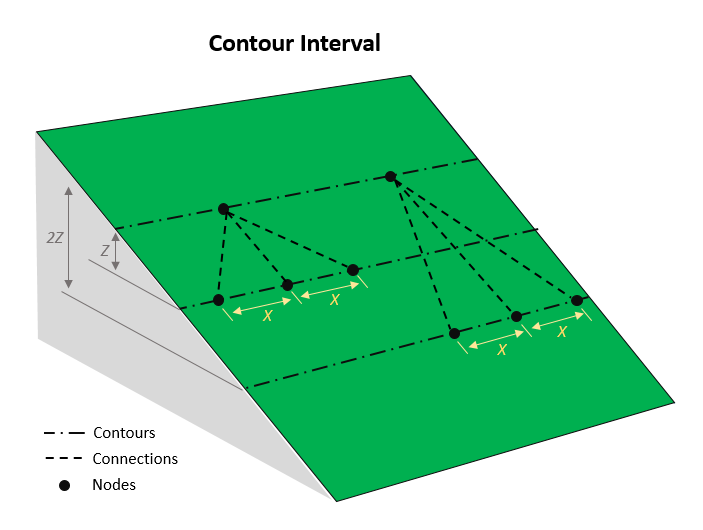 Contour Interval
2Z
Z
X
X
X
X
Contours
Connections
Nodes